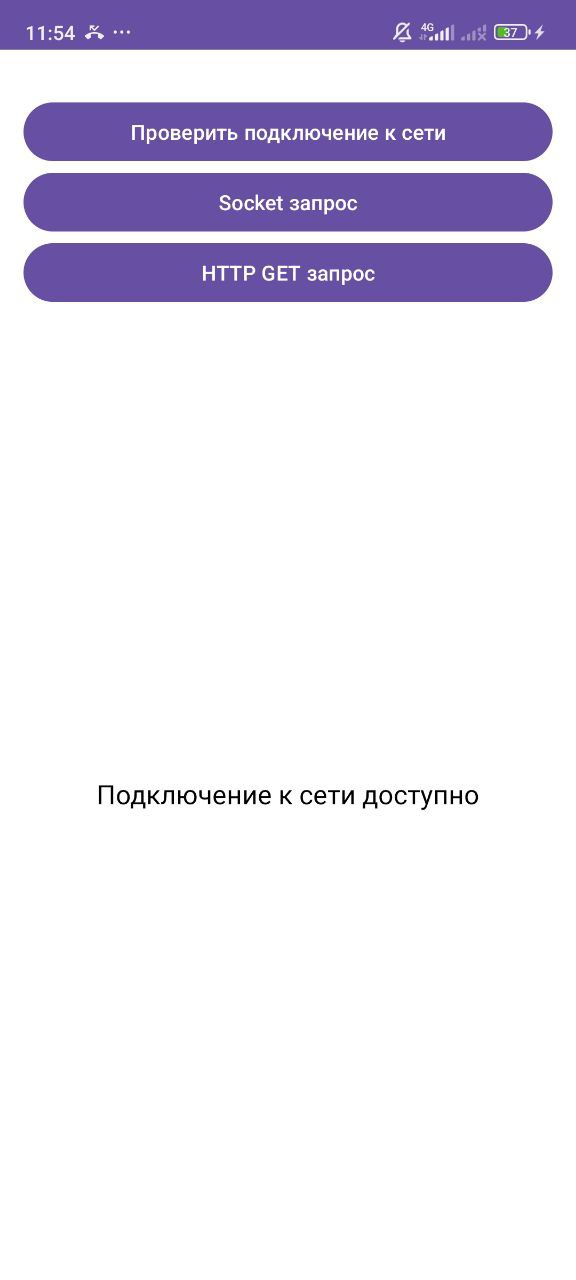 11:54 ... 4G 37
Проверить подключение к сети
Socket запрос
HTTP GET запрос
Подключение к сети доступно